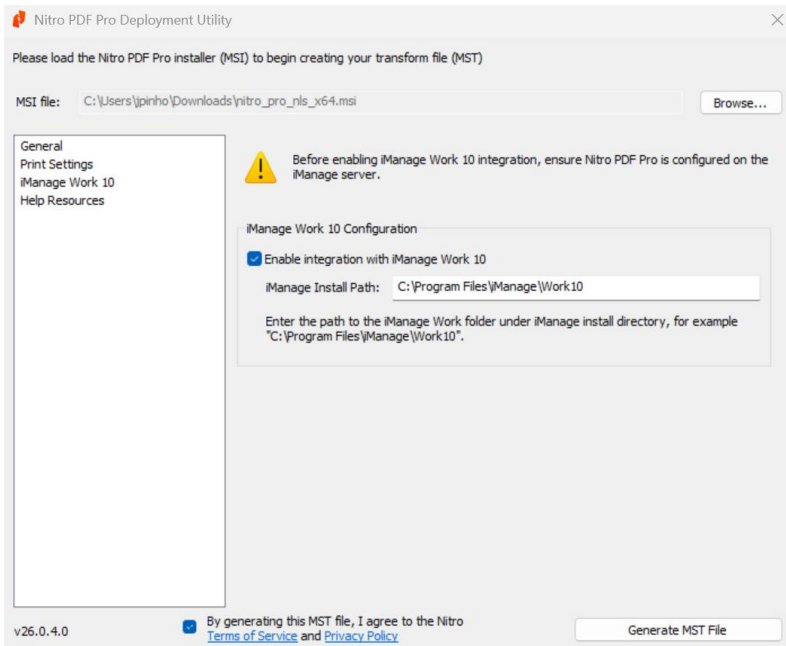 Nitro PDF Pro Deployment Utility
Please load the Nitro PDF Pro installer (MSI) to begin creating your transform file (MST)
MSI file: C:\Users\jpinho\Downloads\nitro_pro_nls_x64.msi Browse...
General
Print Settings
iManage Work 10
Help Resources
Before enabling iManage Work 10 integration, ensure Nitro PDF Pro is configured on the
iManage server.
iManage Work 10 Configuration
Enable integration with iManage Work 10
iManage Install Path: C:\Program Files\iManage\Work10
Enter the path to the iManage Work folder under iManage install directory, for example
"C:\Program Files\iManage\Work10".
v26.0.4.0
By generating this MST file, I agree to the Nitro
Terms of Service and Privacy Policy
Generate MST File